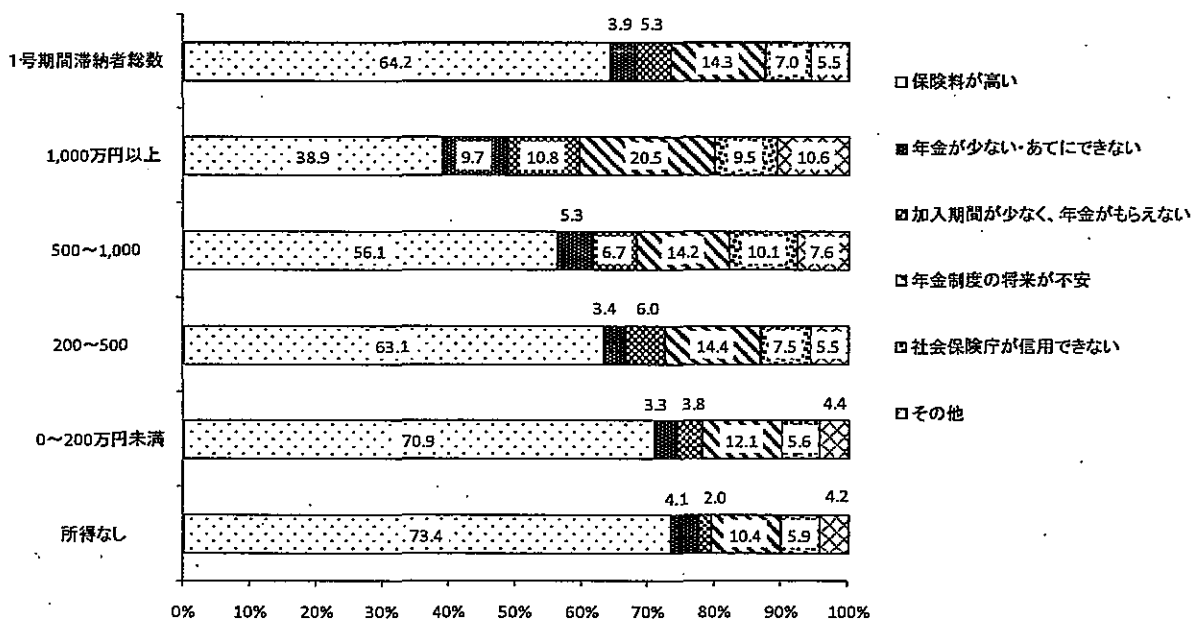 3.9 5.3
1号期間滞納者総数 64.2 14.3 7.0 5.5
□保険料が高い
1,000万円以上 38.9 9.7 10.8 20.5 9.5 10.6
年金が少ない・あてにできない
5.3
加入期間が少なく、年金がもらえない
500～1,000 56.1 6.7 14.2 10.1 7.6
年金制度の将来が不安
3.4 6.0
200～500 63.1 14.4 7.5 5.5
社会保険庁が信用できない
3.3 3.8 4.4
その他
0～200万円未満 70.9 12.1 5.6
4.1 2.0 4.2
所得なし 73.4 10.4 5.9
0% 10% 20% 30% 40% 50% 60% 70% 80% 90% 100%